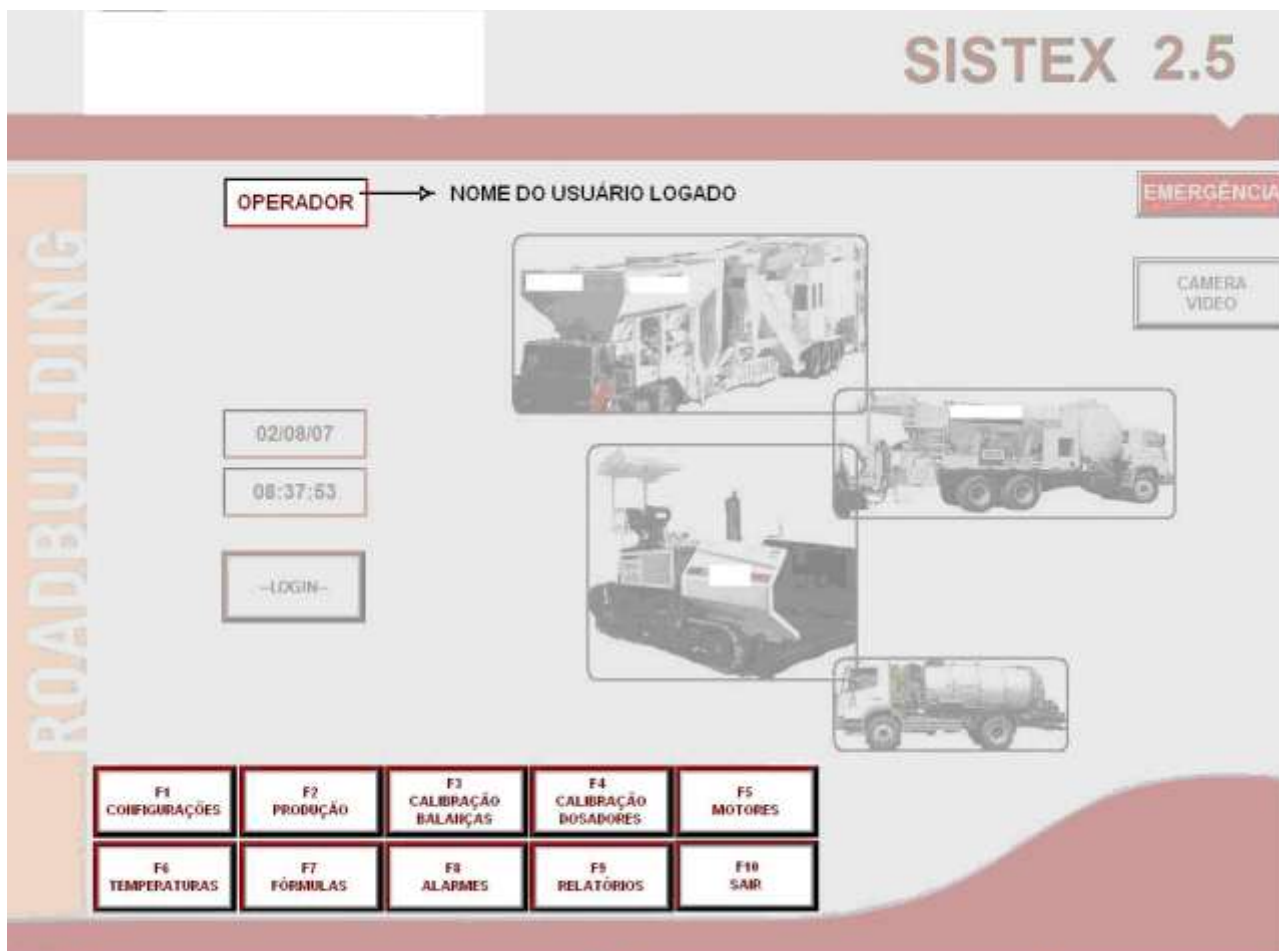 SISTEX 2.5
OPERADOR
NOME DO USUÁRIO LOGADO
EMERGÊNCIA
CAMERA
VIDEO
ROADBUILDING
02/08/07
08:37:53
--LOGIN--
F1
CONFIGURAÇÕES
F2
PRODUÇÃO
F3
CALIBRAÇÃO
BALANÇAS
F4
CALIBRAÇÃO
DOSADORES
F5
MOTORES
F6
TEMPERATURAS
F7
FÓRMULAS
F8
ALARMES
F9
RELATÓRIOS
F10
SAIR